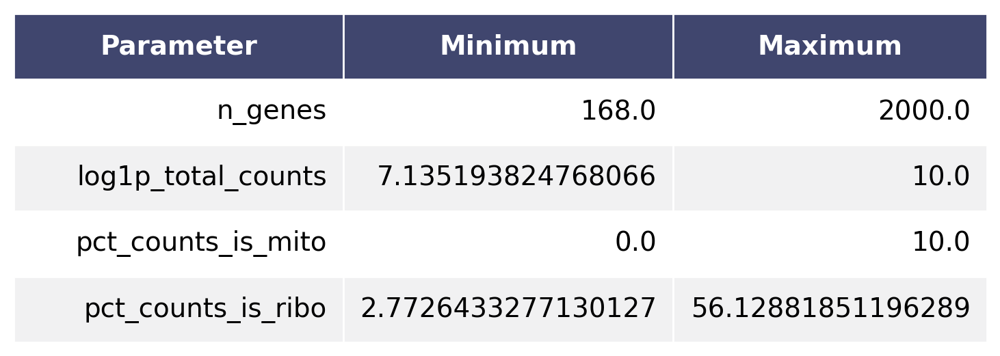 Parameter Minimum Maximum
n_genes 168.0 2000.0
log1p_total_counts 7.135193824768066 10.0
pct_counts_is_mito 0.0 10.0
pct_counts_is_ribo 2.7726433277130127 56.12881851196289